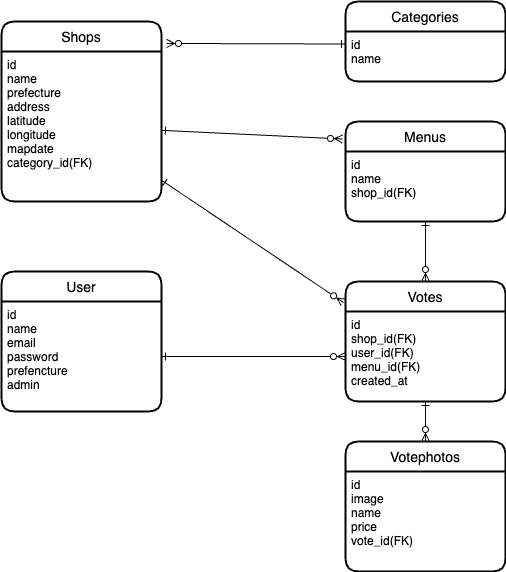 Shops
id
name
prefecture
address
latitude
longitude
mapdate
category_id(FK)
Categories
id
name
Menus
id
name
shop_id(FK)
User
id
name
email
password
prefencture
admin
Votes
id
shop_id(FK)
user_id(FK)
menu_id(FK)
created_at
Votephotos
id
image
name
price
vote_id(FK)